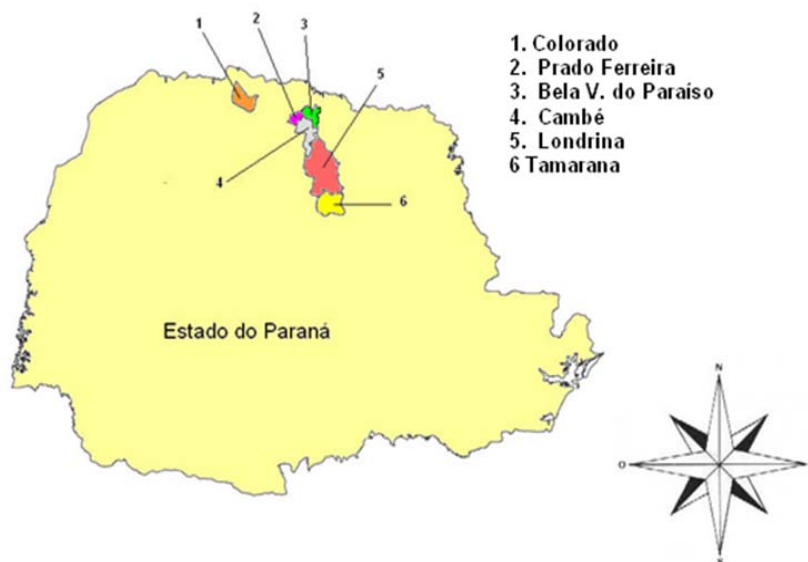 1
2
3
5
4
6
1. Colorado
2. Prado Ferreira
3. Bela V. do Paraíso
4. Cambé
5. Londrina
6 Tamarana
Estado do Paraná
N
O